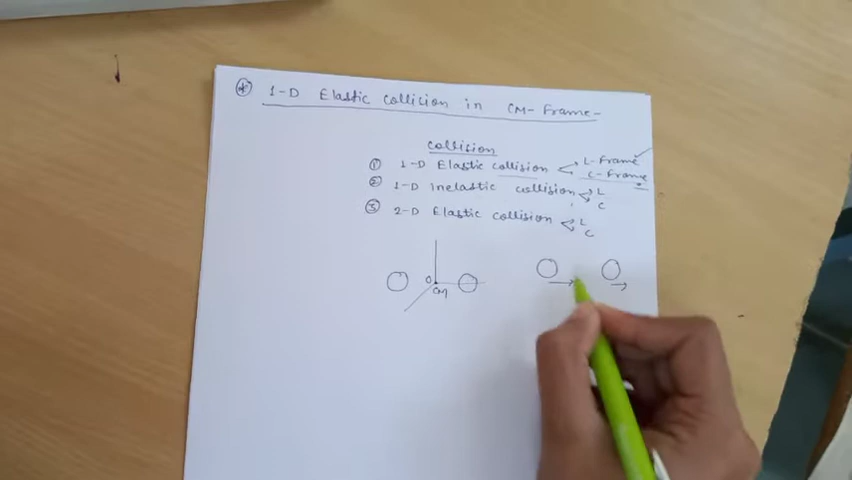 * 1-D Elastic Collision in CM-Frame-
Collision
① 1-D Elastic Collision L-Frame
C-Frame
② 1-D Inelastic Collision L
C
③ 2-D Elastic Collision L
C
O
CM